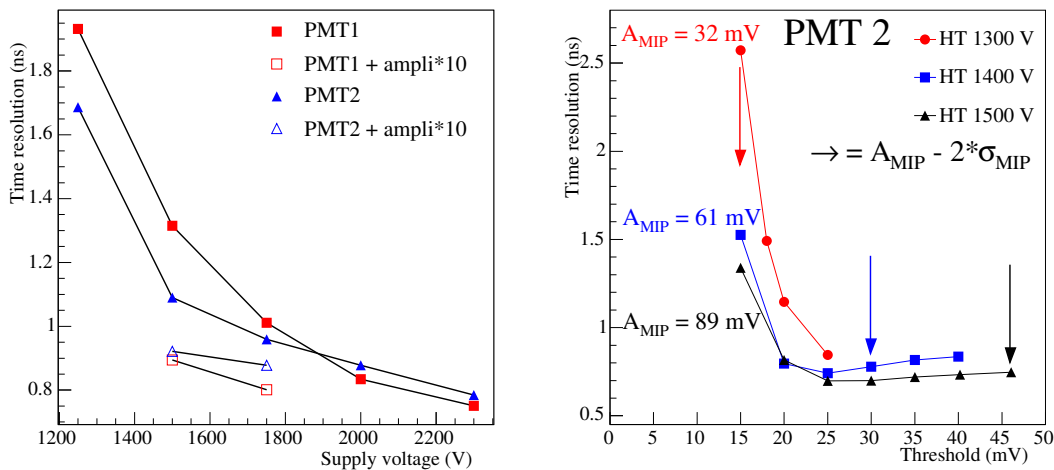 Time resolution (ns)
1.8
1.6
1.4
1.2
1
0.8
1200 1400 1600 1800 2000 2200
Supply voltage (V)
PMT1
PMT1 + ampli*10
PMT2
PMT2 + ampli*10
Time resolution (ns)
2.5
2
1.5
1
0.5
0 5 10 15 20 25 30 35 40 45 50
Threshold (mV)
A_MIP = 32 mV
PMT 2
HT 1300 V
HT 1400 V
HT 1500 V
→ = A_MIP - 2*σ_MIP
A_MIP = 61 mV
A_MIP = 89 mV